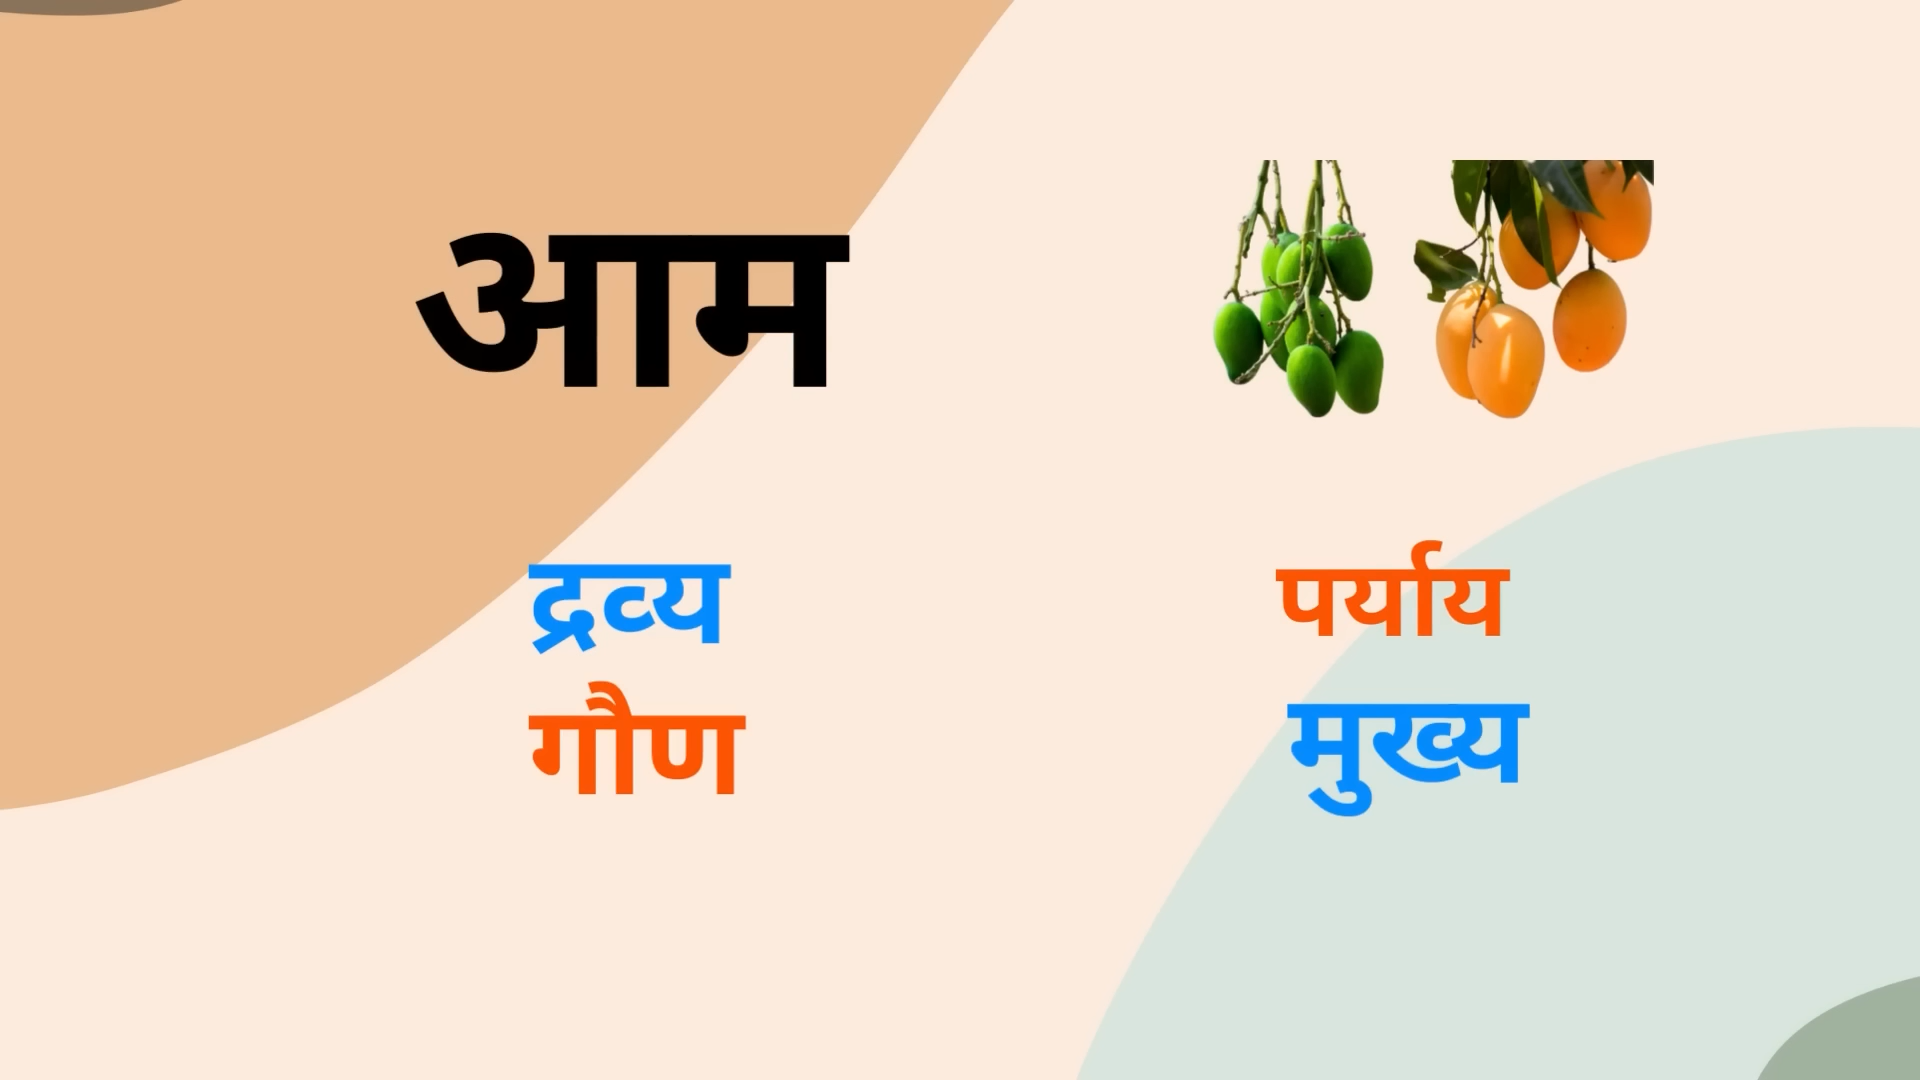 आम
द्रव्य
पर्याय
गौण
मुख्य